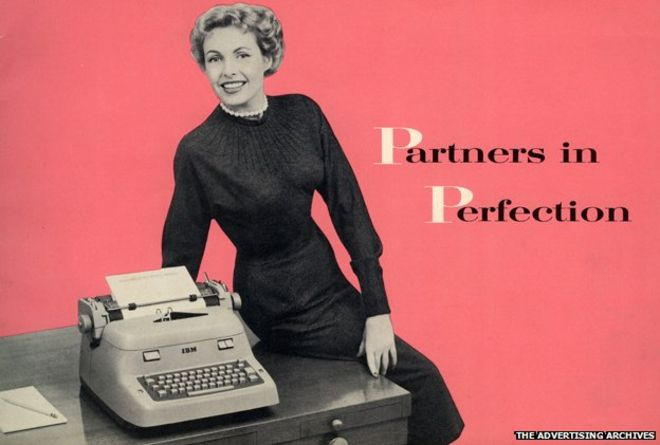 Partners in
Perfection
IBM
THE ADVERTISING ARCHIVES